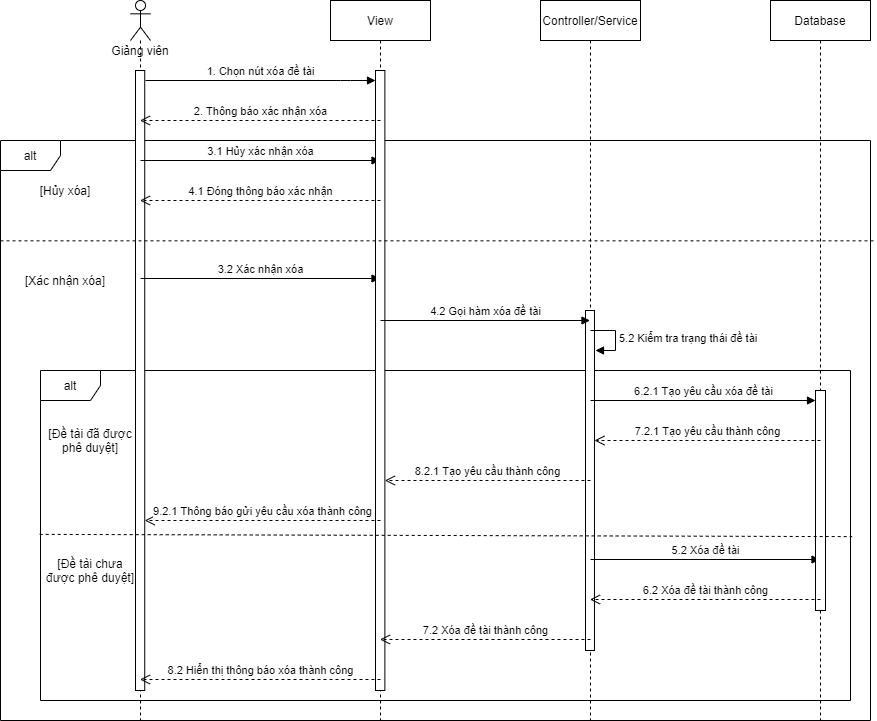 View
Controller/Service
Database
Giảng viên
1. Chọn nút xóa đề tài
2. Thông báo xác nhận xóa
alt
3.1 Hủy xác nhận xóa
[Hủy xóa]
4.1 Đóng thông báo xác nhận
[Xác nhận xóa]
3.2 Xác nhận xóa
4.2 Gọi hàm xóa đề tài
5.2 Kiểm tra trạng thái đề tài
alt
6.2.1 Tạo yêu cầu xóa đề tài
[Đề tài đã được
phê duyệt]
7.2.1 Tạo yêu cầu thành công
8.2.1 Tạo yêu cầu thành công
9.2.1 Thông báo gửi yêu cầu xóa thành công
[Đề tài chưa
được phê duyệt]
5.2 Xóa đề tài
6.2 Xóa đề tài thành công
7.2 Xóa đề tài thành công
8.2 Hiển thị thông báo xóa thành công